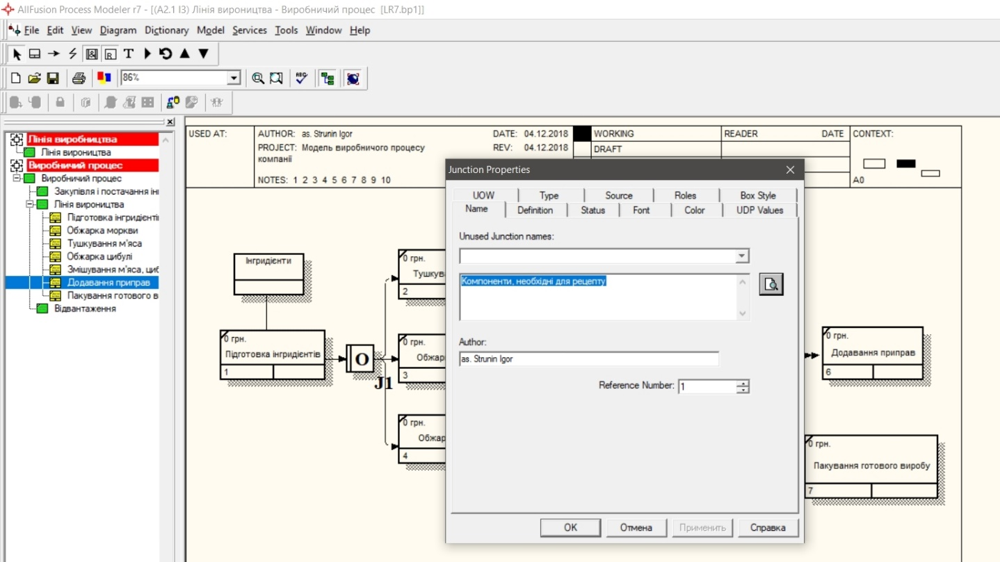 AllFusion Process Modeler r7 - [(A2.1 I3) Лінія вироництва - Виробничий процес [LR7.bp1]]
File Edit View Diagram Dictionary Model Services Tools Window Help
T
86%
ABC
Лінія виробництва
Лінія вироництва
Виробничий процес
Виробничий процес
Закупівля і постачання ін
Лінія вироництва
Підготовка інгридієнті
Обжарка моркви
Тушкування м'яса
Обжарка цибулі
Змішування м'яса, циб
Додавання приправ
Пакування готового в
Відвантаження
USED AT:
AUTHOR: as. Strunin Igor
DATE: 04.12.2018
PROJECT: Модель виробничого процесу
компанії
REV: 04.12.2018
NOTES: 1 2 3 4 5 6 7 8 9 10
WORKING
DRAFT
READER DATE
CONTEXT:
A0
Інгридієнти
0 грн.
Підготовка інгридієнтів
1
O
J1
0 грн.
Тушкув
2
0 грн.
Обжар
3
0 грн.
Обжар
4
0 грн.
Додавання приправ
6
0 грн.
Пакування готового виробу
7
Junction Properties
UOW Type Source Roles Box Style
Name Definition Status Font Color UDP Values
Unused Junction names:
Компоненти, необхідні для рецепту
Author:
as. Strunin Igor
Reference Number: 1
OK Отмена Применить Справка